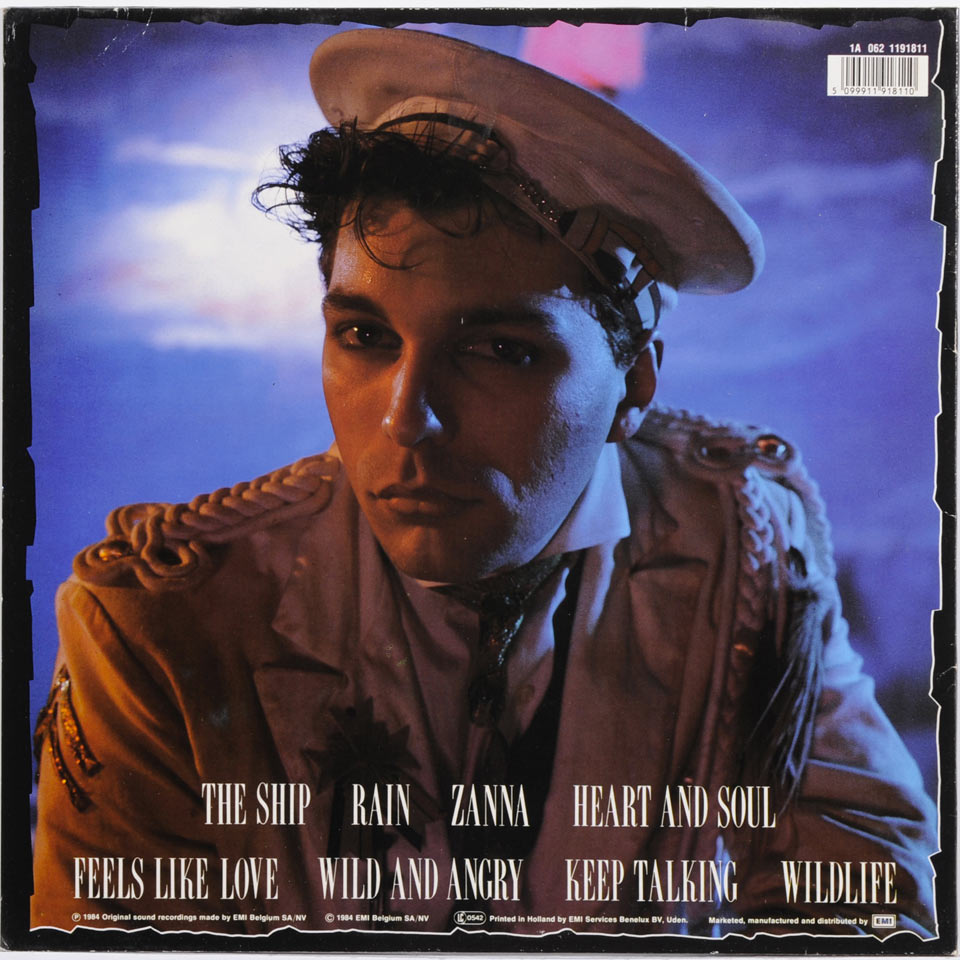 1A 062 1191811
5 099911 918110
THE SHIP RAIN ZANNA HEART AND SOUL
FEELS LIKE LOVE WILD AND ANGRY KEEP TALKING WILDLIFE
Ⓟ 1984 Original sound recordings made by EMI Belgium SA/NV © 1984 EMI Belgium SA/NV LC 0542 Printed in Holland by EMI Services Benelux BV, Uden. Marketed, manufactured and distributed by EMI